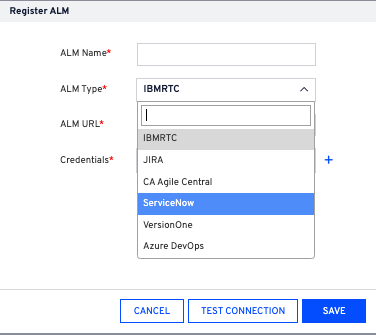 Register ALM
ALM Name*
ALM Type*
IBMRTC
ALM URL*
IBMRTC
Credentials*
JIRA
+
CA Agile Central
ServiceNow
VersionOne
Azure DevOps
CANCEL
TEST CONNECTION
SAVE